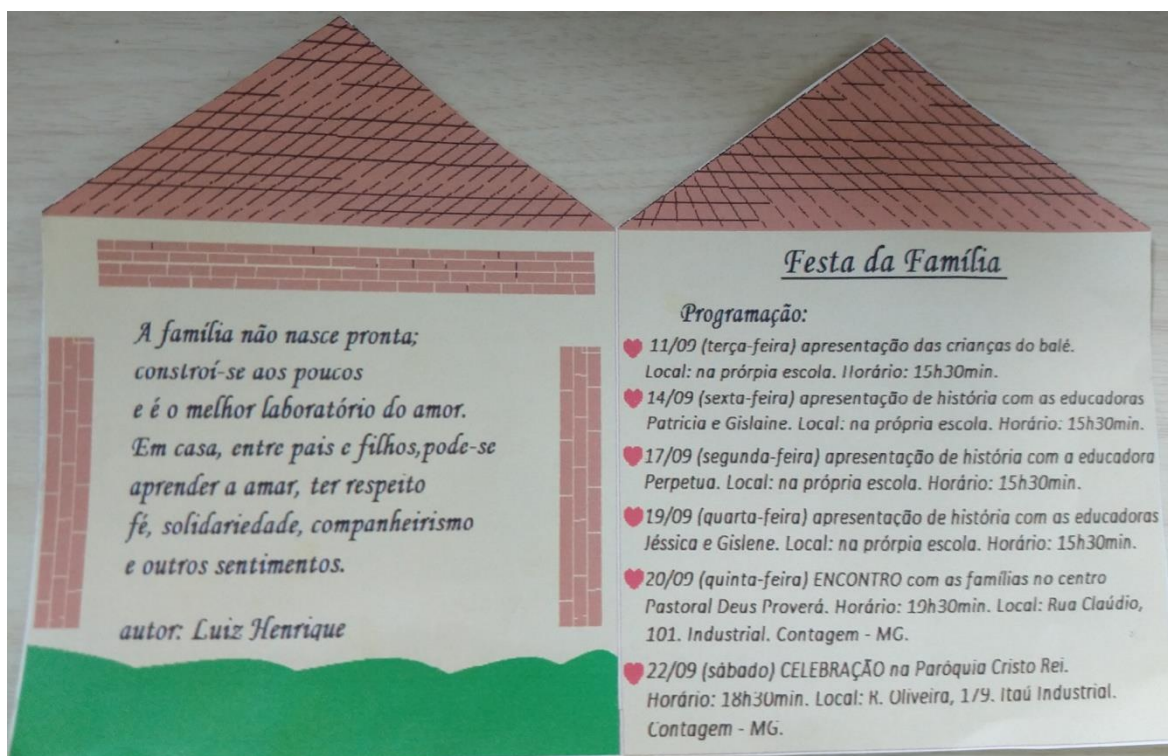 A família não nasce pronta;
constroí-se aos poucos
e é o melhor laboratório do amor.
Em casa, entre pais e filhos,pode-se
aprender a amar, ter respeito
fé, solidariedade, companheirismo
e outros sentimentos.
autor: Luiz Henrique
Festa da Família
Programação:
11/09 (terça-feira) apresentação das crianças do balé.
Local: na prórpia escola. Horário: 15h30min.
14/09 (sexta-feira) apresentação de história com as educadoras
Patricia e Gislaine. Local: na própria escola. Horário: 15h30min.
17/09 (segunda-feira) apresentação de história com a educadora
Perpetua. Local: na própria escola. Horário: 15h30min.
19/09 (quarta-feira) apresentação de história com as educadoras
Jéssica e Gislene. Local: na prórpia escola. Horário: 15h30min.
20/09 (quinta-feira) ENCONTRO com as famílias no centro
Pastoral Deus Proverá. Horário: 19h30min. Local: Rua Claúdio,
101. Industrial. Contagem - MG.
22/09 (sábado) CELEBRAÇÃO na Paróquia Cristo Rei.
Horário: 18h30min. Local: R. Oliveira, 179. Itaú Industrial.
Contagem - MG.